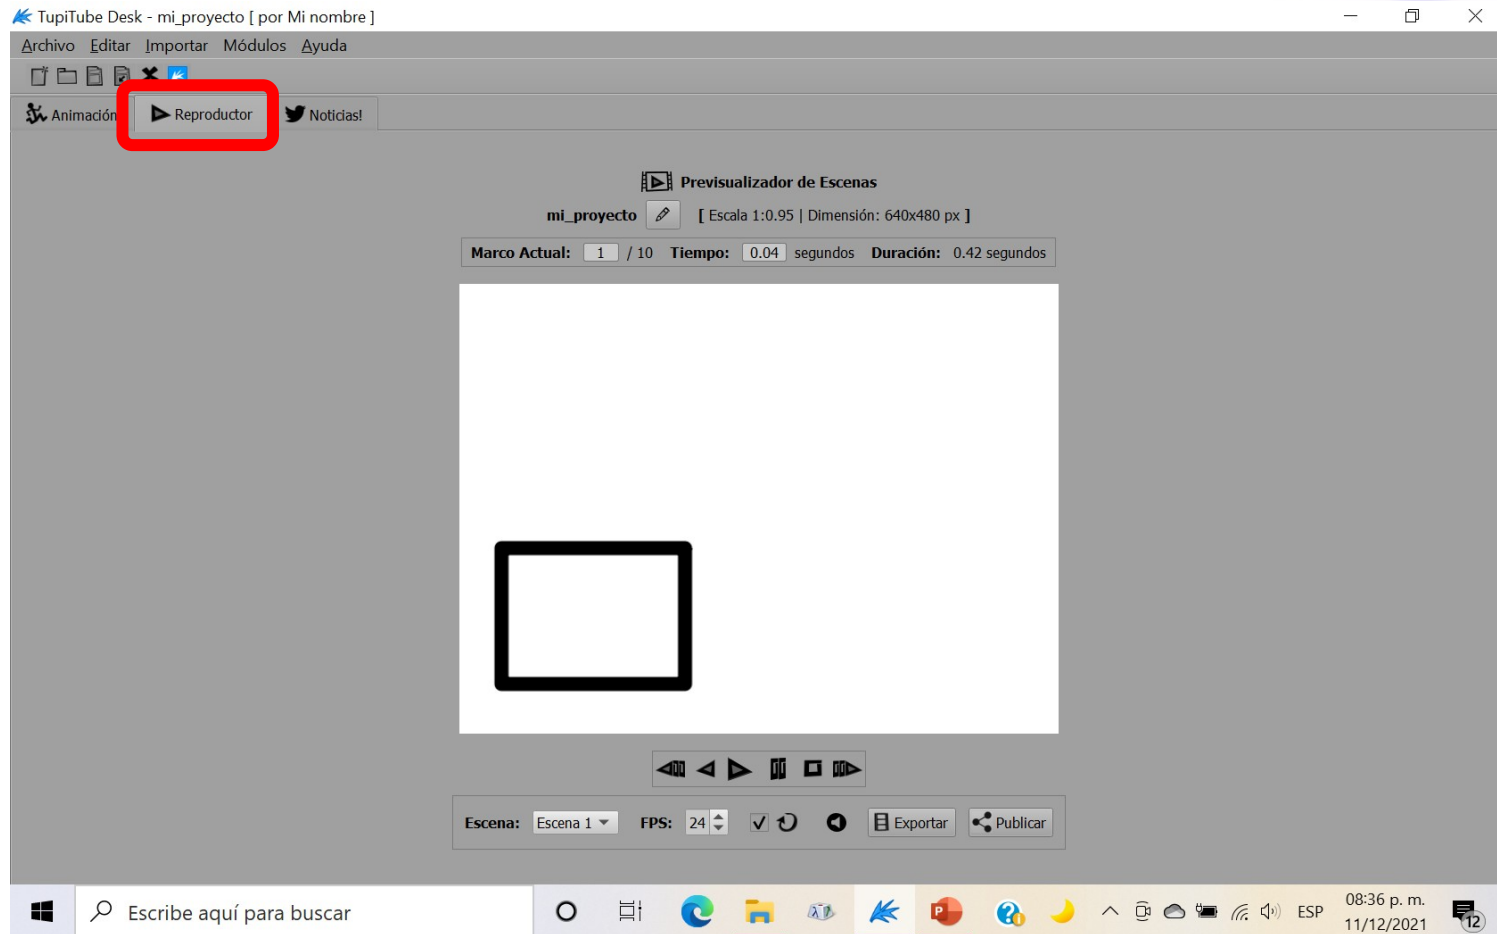 TupiTube Desk - mi_proyecto [ por Mi nombre ]
Archivo Editar Importar Módulos Ayuda
Animación Reproductor Noticias!
Previsualizador de Escenas
mi_proyecto [ Escala 1:0.95 | Dimensión: 640x480 px ]
Marco Actual: 1 / 10 Tiempo: 0.04 segundos Duración: 0.42 segundos
Escena: Escena 1 FPS: 24 Exportar Publicar
Escribe aquí para buscar
ESP
08:36 p. m.
11/12/2021
12